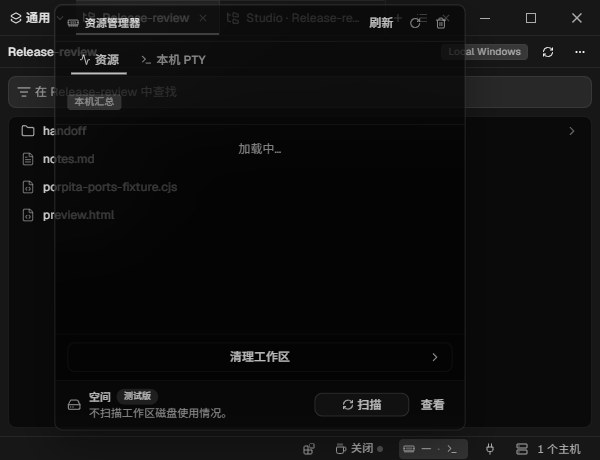 通用
Release-review
Studio · Release-re...
资源管理器
刷新
Release-review
Local Windows
资源
本机 PTY
在 Release-review 中查找
本机汇总
handoff
加载中...
notes.md
porpita-ports-fixture.cjs
preview.html
清理工作区
空间
测试版
不扫描工作区磁盘使用情况。
扫描
查看
关闭
1 个主机